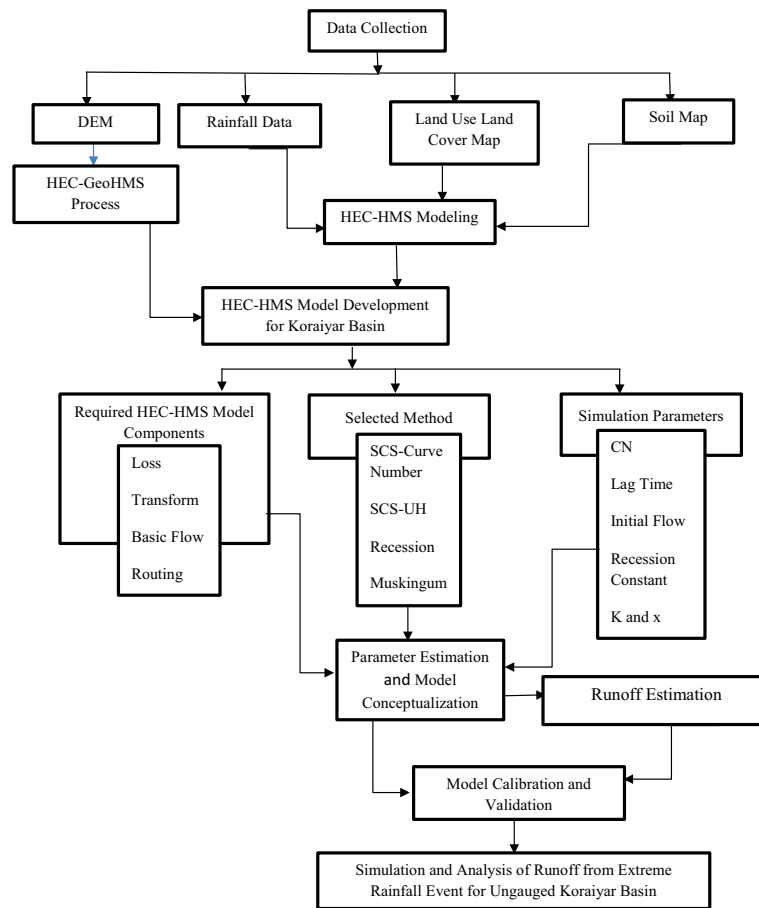 Data Collection
DEM
Rainfall Data
Land Use Land
Cover Map
Soil Map
HEC-GeoHMS
Process
HEC-HMS Modeling
HEC-HMS Model Development
for Koraiyar Basin
Required HEC-HMS Model
Components
Loss
Transform
Basic Flow
Routing
Selected Method
SCS-Curve
Number
SCS-UH
Recession
Muskingum
Simulation Parameters
CN
Lag Time
Initial Flow
Recession
Constant
K and x
Parameter Estimation
and Model
Conceptualization
Runoff Estimation
Model Calibration and
Validation
Simulation and Analysis of Runoff from Extreme
Rainfall Event for Ungauged Koraiyar Basin